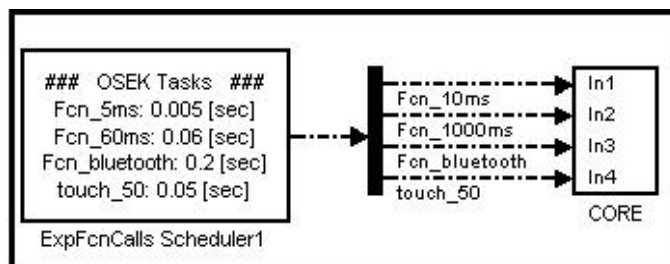 ### OSEK Tasks ###
Fcn_5ms: 0.005 [sec]
Fcn_60ms: 0.06 [sec]
Fcn_bluetooth: 0.2 [sec]
touch_50: 0.05 [sec]
ExpFcnCalls Scheduler1
Fcn_10ms
Fcn_1000ms
Fcn_bluetooth
touch_50
In1
In2
In3
In4
CORE